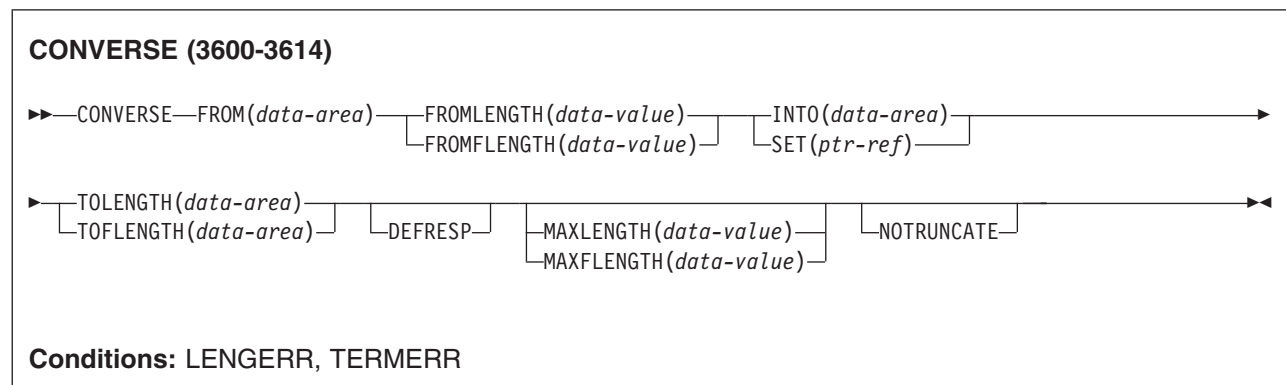 CONVERSE (3600-3614)
CONVERSE FROM(data-area) FROMLENGTH(data-value) INTO(data-area)
FROMFLENGTH(data-value) SET(ptr-ref)
TOLENGTH(data-area)
TOFLENGTH(data-area) DEFRESP MAXLENGTH(data-value) NOTRUNCATE
MAXFLENGTH(data-value)
Conditions: LENGERR, TERMERR